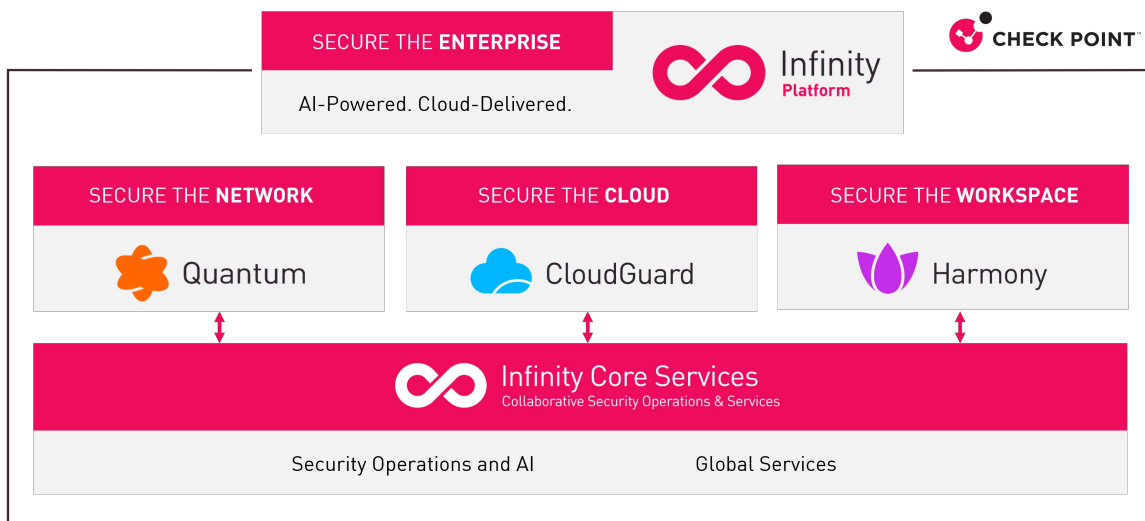 SECURE THE ENTERPRISE
Infinity
Platform
CHECK POINT™
AI-Powered. Cloud-Delivered.
SECURE THE NETWORK
SECURE THE CLOUD
SECURE THE WORKSPACE
Quantum
CloudGuard
Harmony
Infinity Core Services
Collaborative Security Operations & Services
Security Operations and AI
Global Services